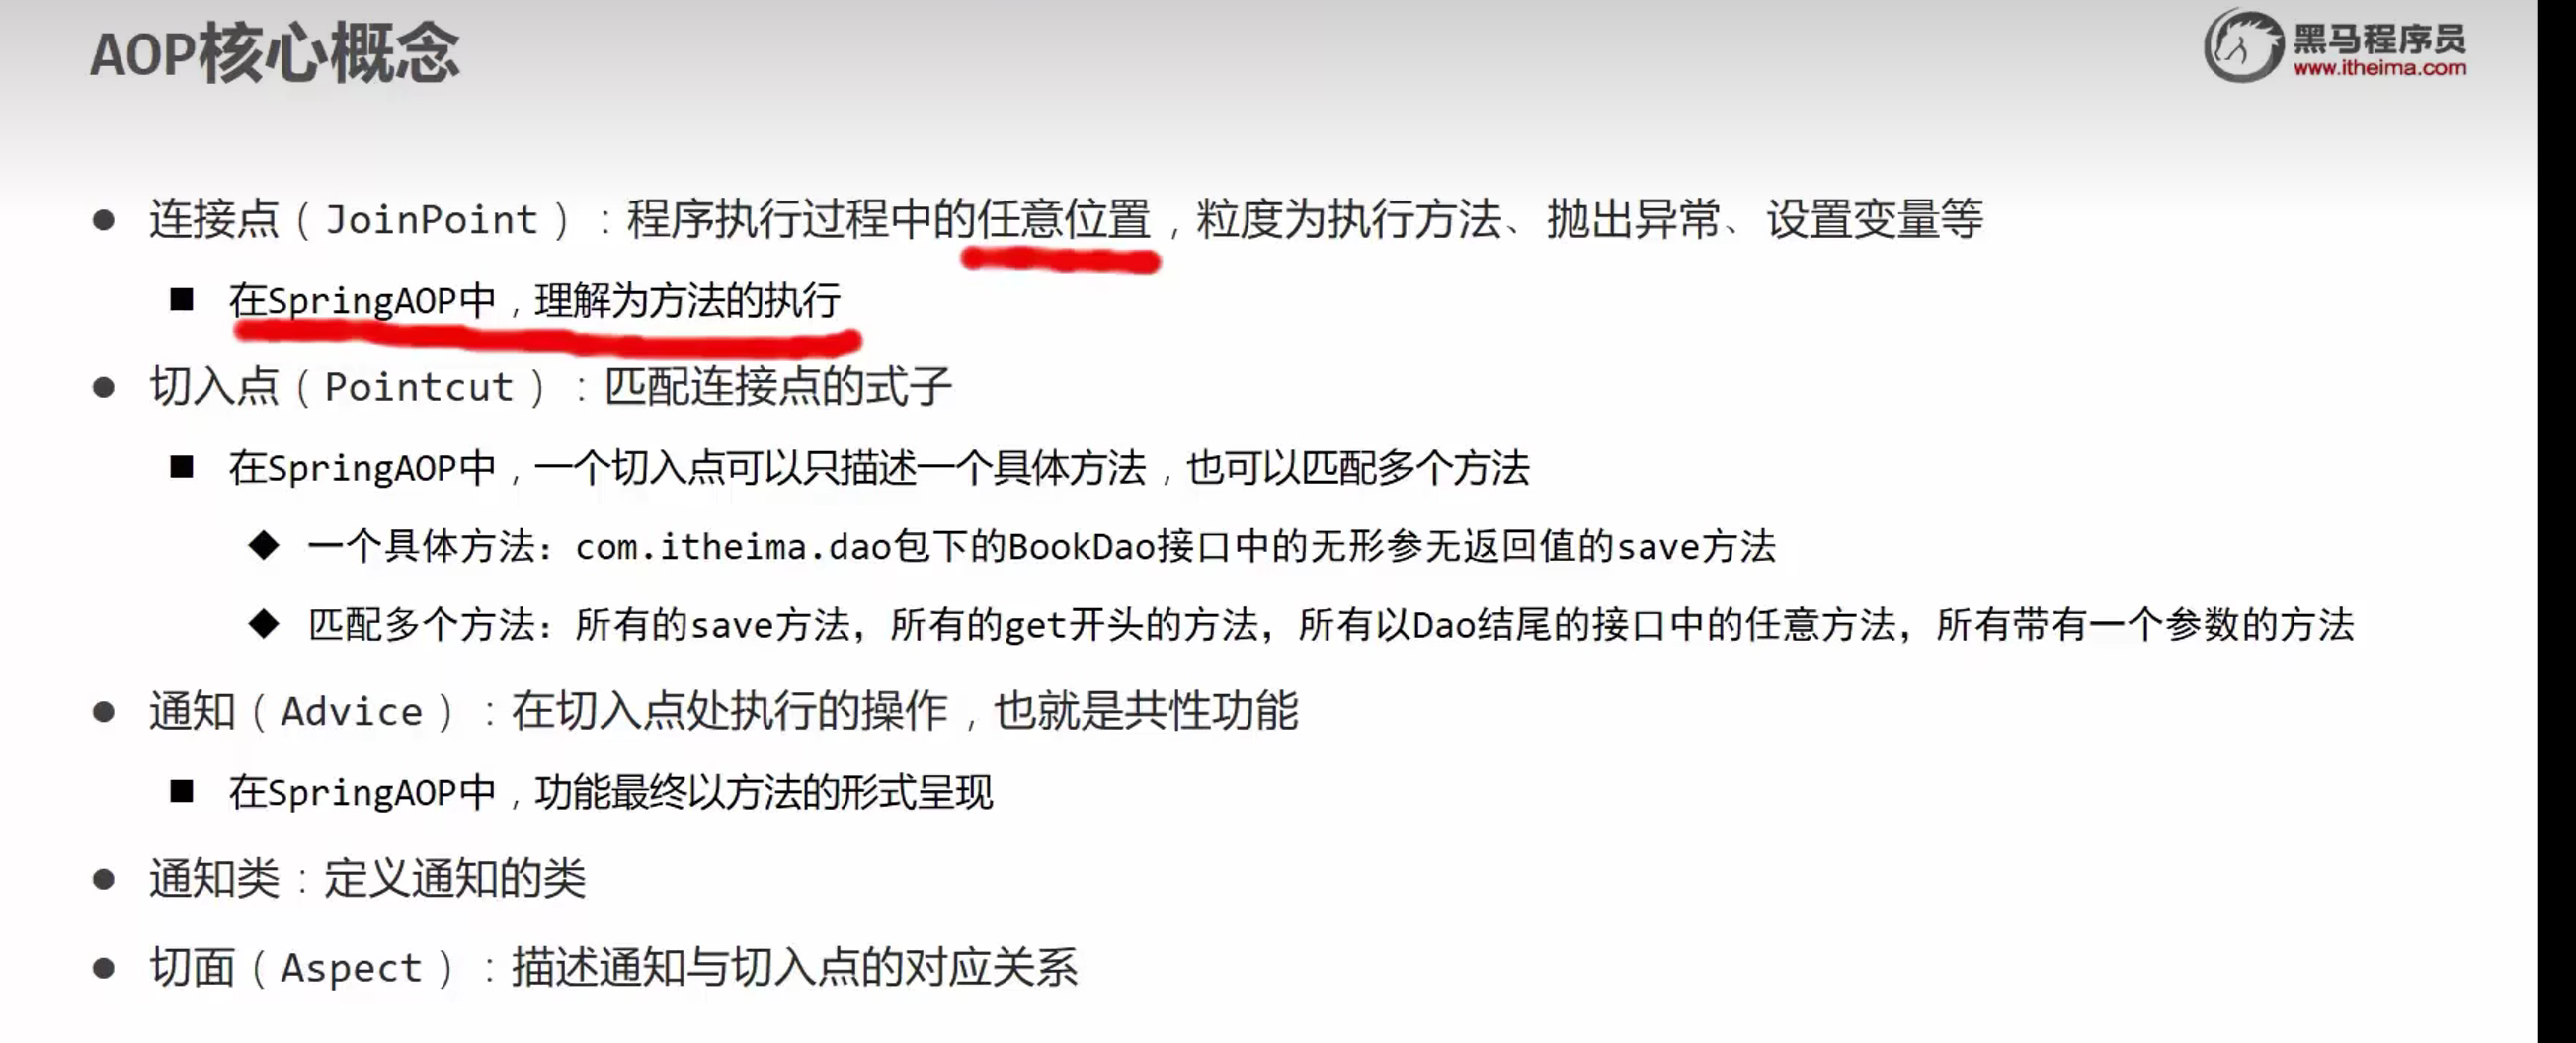 AOP核心概念
黑马程序员
www.itheima.com
连接点（JoinPoint）：程序执行过程中的任意位置，粒度为执行方法、抛出异常、设置变量等
在SpringAOP中，理解为方法的执行
切入点（Pointcut）：匹配连接点的式子
在SpringAOP中，一个切入点可以只描述一个具体方法，也可以匹配多个方法
一个具体方法：com.itheima.dao包下的BookDao接口中的无形参无返回值的save方法
匹配多个方法：所有的save方法，所有的get开头的方法，所有以Dao结尾的接口中的任意方法，所有带有一个参数的方法
通知（Advice）：在切入点处执行的操作，也就是共性功能
在SpringAOP中，功能最终以方法的形式呈现
通知类：定义通知的类
切面（Aspect）：描述通知与切入点的对应关系